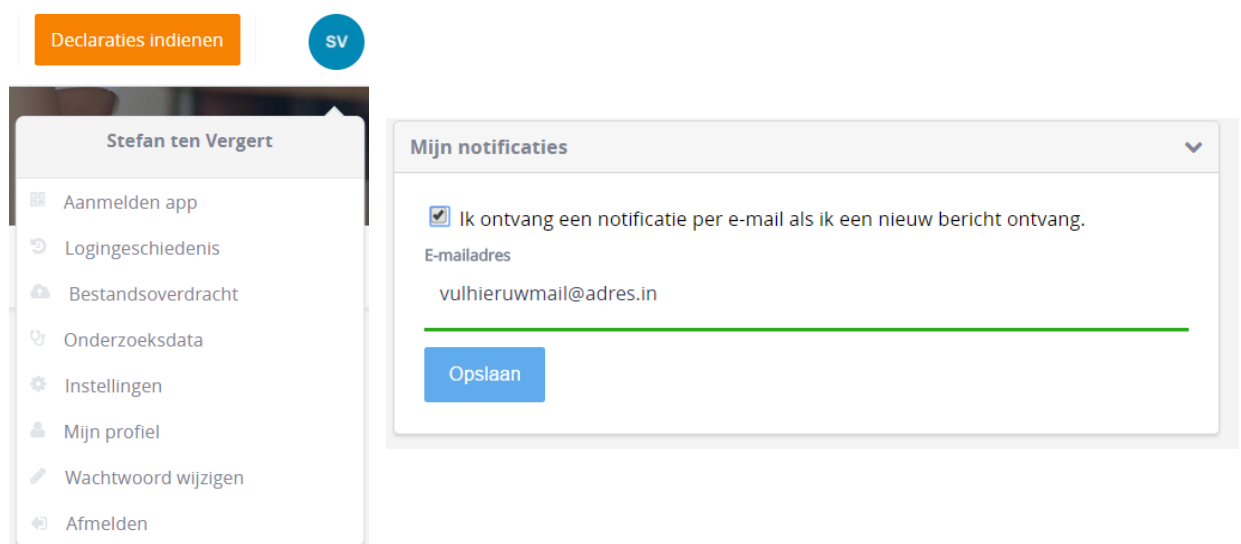 Declaraties indienen
SV
Stefan ten Vergert
Aanmelden app
Logingeschiedenis
Bestandsoverdracht
Onderzoeksdata
Instellingen
Mijn profiel
Wachtwoord wijzigen
Afmelden
Mijn notificaties
Ik ontvang een notificatie per e-mail als ik een nieuw bericht ontvang.
E-mailadres
vulhieruwmail@adres.in
Opslaan